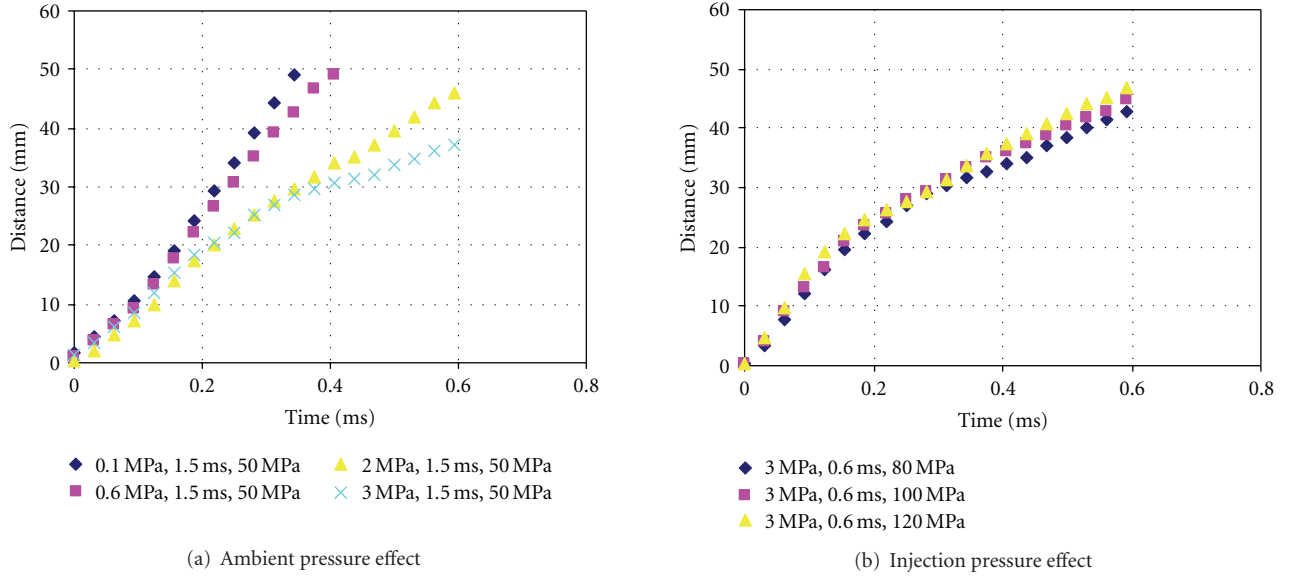 60
50
40
30
20
10
0
Distance (mm)
0 0.2 0.4 0.6 0.8
Time (ms)
0.1 MPa, 1.5 ms, 50 MPa
0.6 MPa, 1.5 ms, 50 MPa
2 MPa, 1.5 ms, 50 MPa
3 MPa, 1.5 ms, 50 MPa
(a) Ambient pressure effect
60
50
40
30
20
10
0
Distance (mm)
0 0.2 0.4 0.6 0.8
Time (ms)
3 MPa, 0.6 ms, 80 MPa
3 MPa, 0.6 ms, 100 MPa
3 MPa, 0.6 ms, 120 MPa
(b) Injection pressure effect